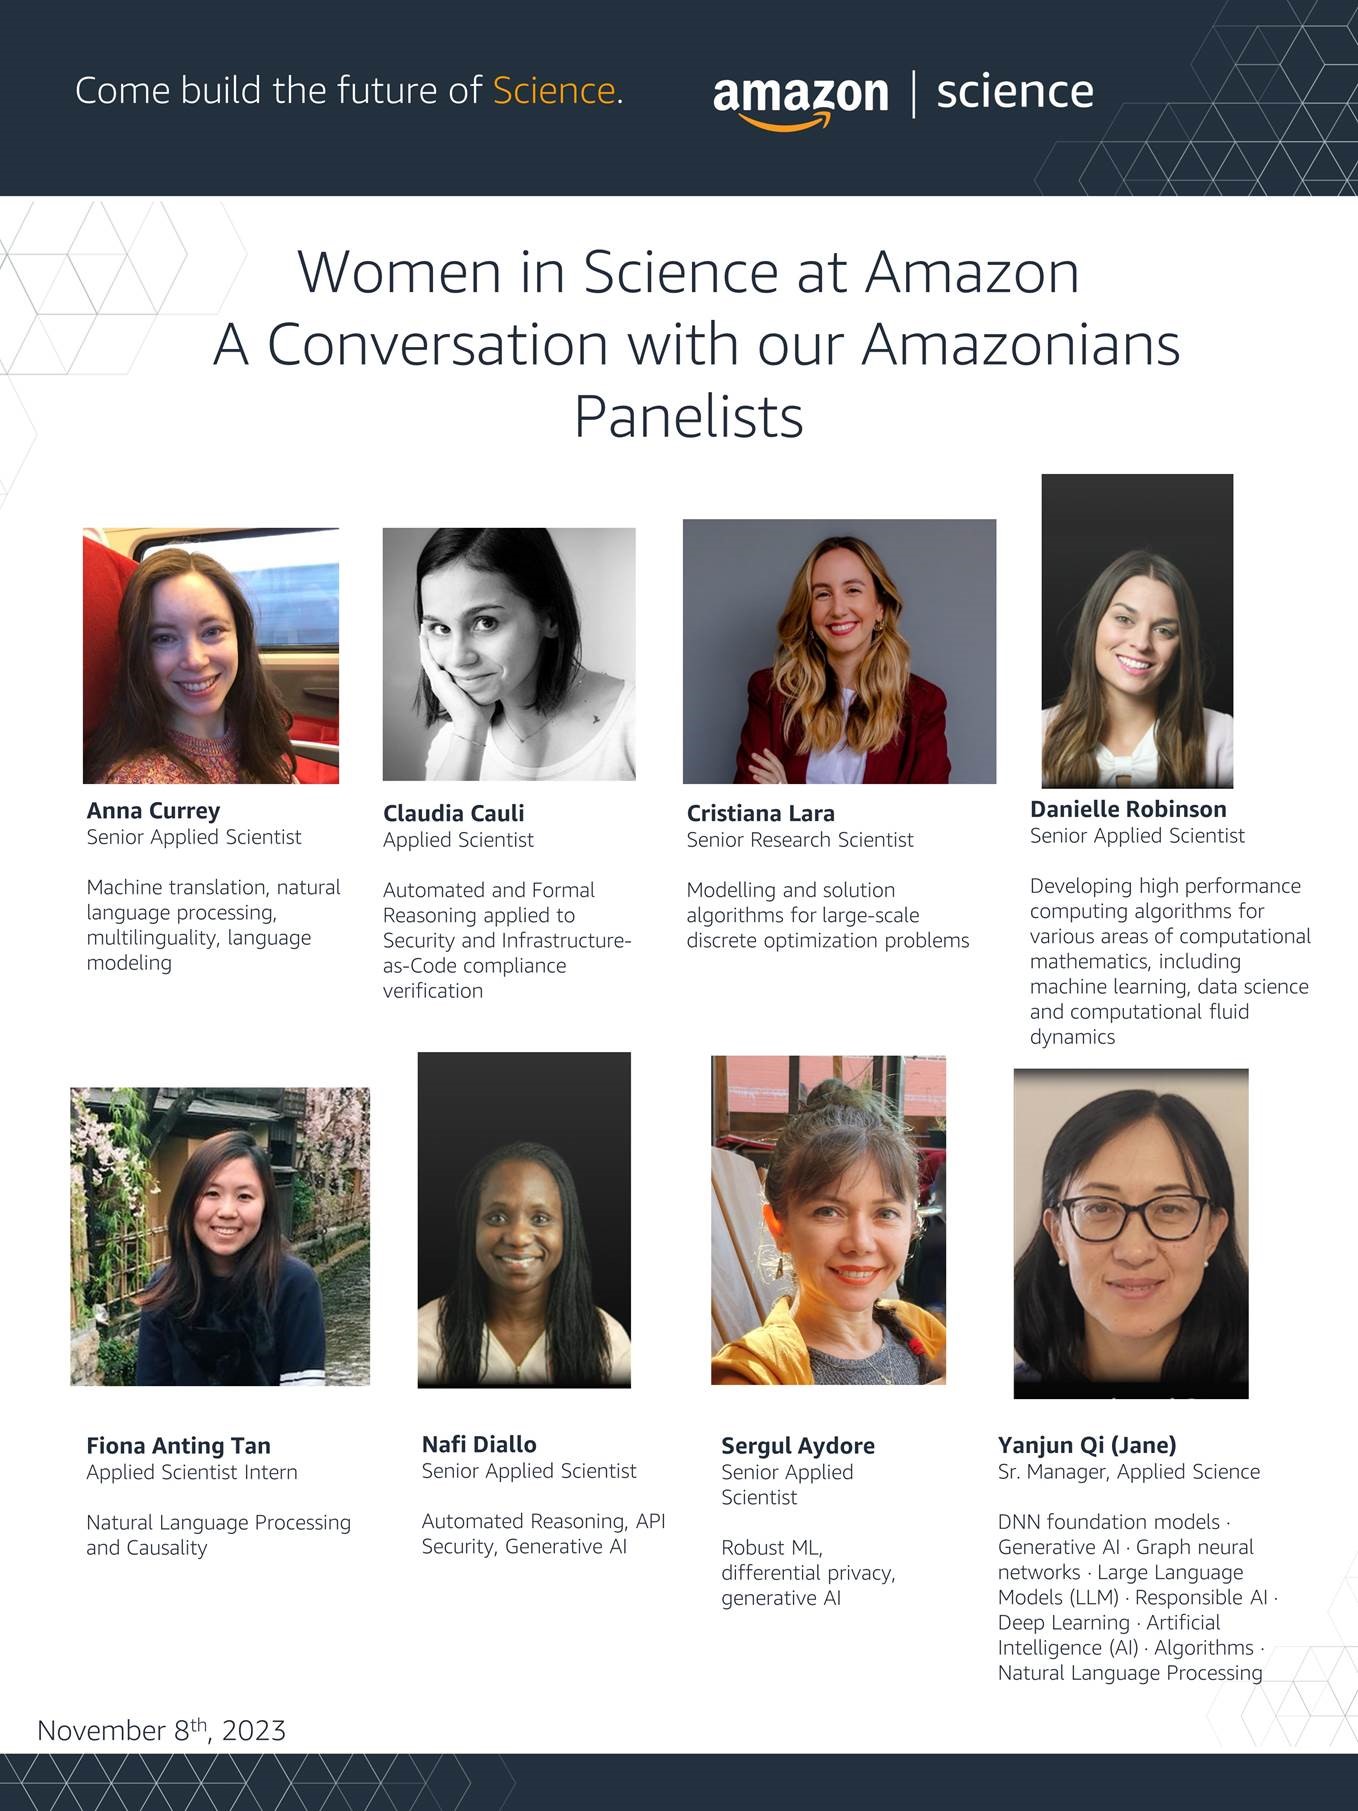 Come build the future of Science.
amazon | science
Women in Science at Amazon
A Conversation with our Amazonians
Panelists
Anna Currey
Senior Applied Scientist
Machine translation, natural
language processing,
multilinguality, language
modeling
Claudia Cauli
Applied Scientist
Automated and Formal
Reasoning applied to
Security and Infrastructure-
as-Code compliance
verification
Cristiana Lara
Senior Research Scientist
Modelling and solution
algorithms for large-scale
discrete optimization problems
Danielle Robinson
Senior Applied Scientist
Developing high performance
computing algorithms for
various areas of computational
mathematics, including
machine learning, data science
and computational fluid
dynamics
Fiona Anting Tan
Applied Scientist Intern
Natural Language Processing
and Causality
Nafi Diallo
Senior Applied Scientist
Automated Reasoning, API
Security, Generative AI
Sergul Aydore
Senior Applied
Scientist
Robust ML,
differential privacy,
generative AI
Yanjun Qi (Jane)
Sr. Manager, Applied Science
DNN foundation models ·
Generative AI · Graph neural
networks · Large Language
Models (LLM) · Responsible AI ·
Deep Learning · Artificial
Intelligence (AI) · Algorithms ·
Natural Language Processing
November 8th, 2023